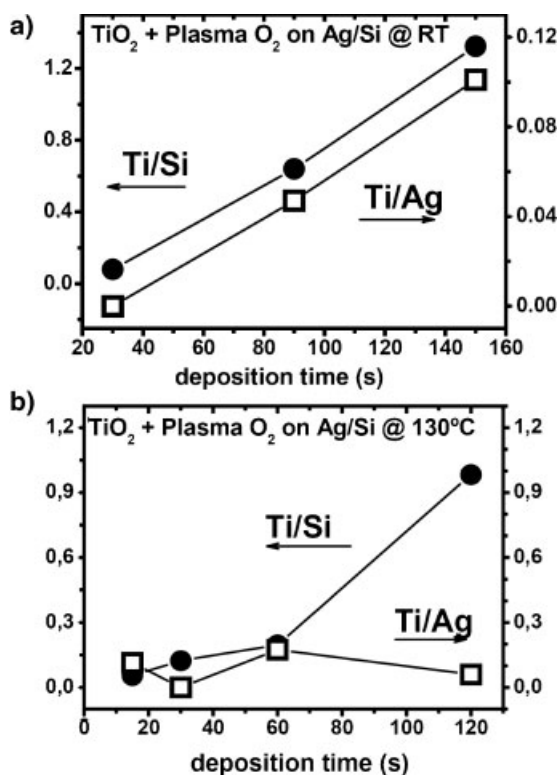 a)
TiO2 + Plasma O2 on Ag/Si @ RT
1.2
0.8
0.4
0.0
0.12
0.08
0.04
0.00
Ti/Si
Ti/Ag
20 40 60 80 100 120 140 160
deposition time (s)
b)
TiO2 + Plasma O2 on Ag/Si @ 130ºC
1,2
0,9
0,6
0,3
0,0
1,2
0,9
0,6
0,3
0,0
Ti/Si
Ti/Ag
0 20 40 60 80 100 120
deposition time (s)